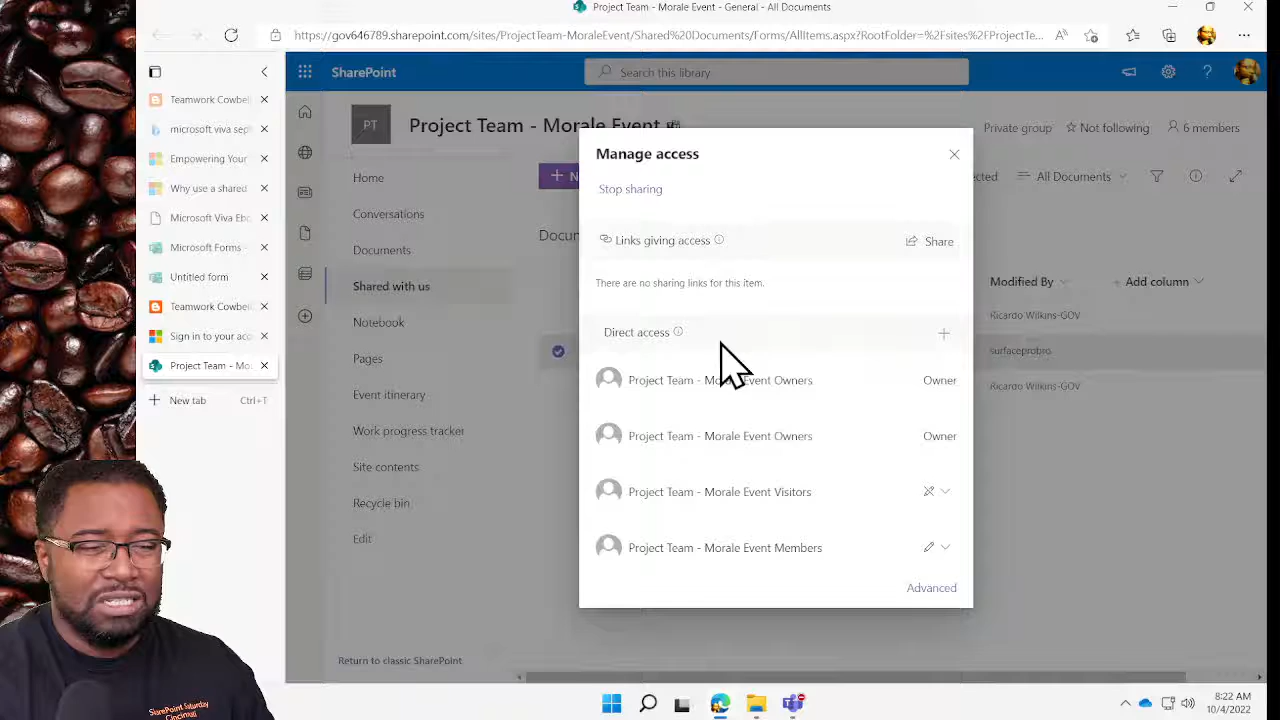 Project Team - Morale Event - General - All Documents
https://gov646789.sharepoint.com/sites/ProjectTeam-MoraleEvent/Shared%20Documents/Forms/AllItems.aspx?RootFolder=%2Fsites%2FProjectTe...
SharePoint
Search this library
Teamwork Cowbel
microsoft viva sep
Empowering Your
Why use a shared
Microsoft Viva Ebo
Microsoft Forms -
Untitled form
Teamwork Cowbel
Sign in to your ac
Project Team - Mo
New tab Ctrl+T
PT
Project Team - Morale Event
Private group
Not following
6 members
Home
Conversations
Documents
Shared with us
Notebook
Pages
Event itinerary
Work progress tracker
Site contents
Recycle bin
Edit
Return to classic SharePoint
+ N
ected
All Documents
Docum
Modified By
+ Add column
Ricardo Wilkins-GOV
surfaceprobro
Ricardo Wilkins-GOV
Manage access
Stop sharing
Links giving access
Share
There are no sharing links for this item.
Direct access
Project Team - Mo Event Owners Owner
Project Team - Morale Event Owners Owner
Project Team - Morale Event Visitors
Project Team - Morale Event Members
Advanced
SharePoint Saturday
Cincinnati
8:22 AM
10/4/2022